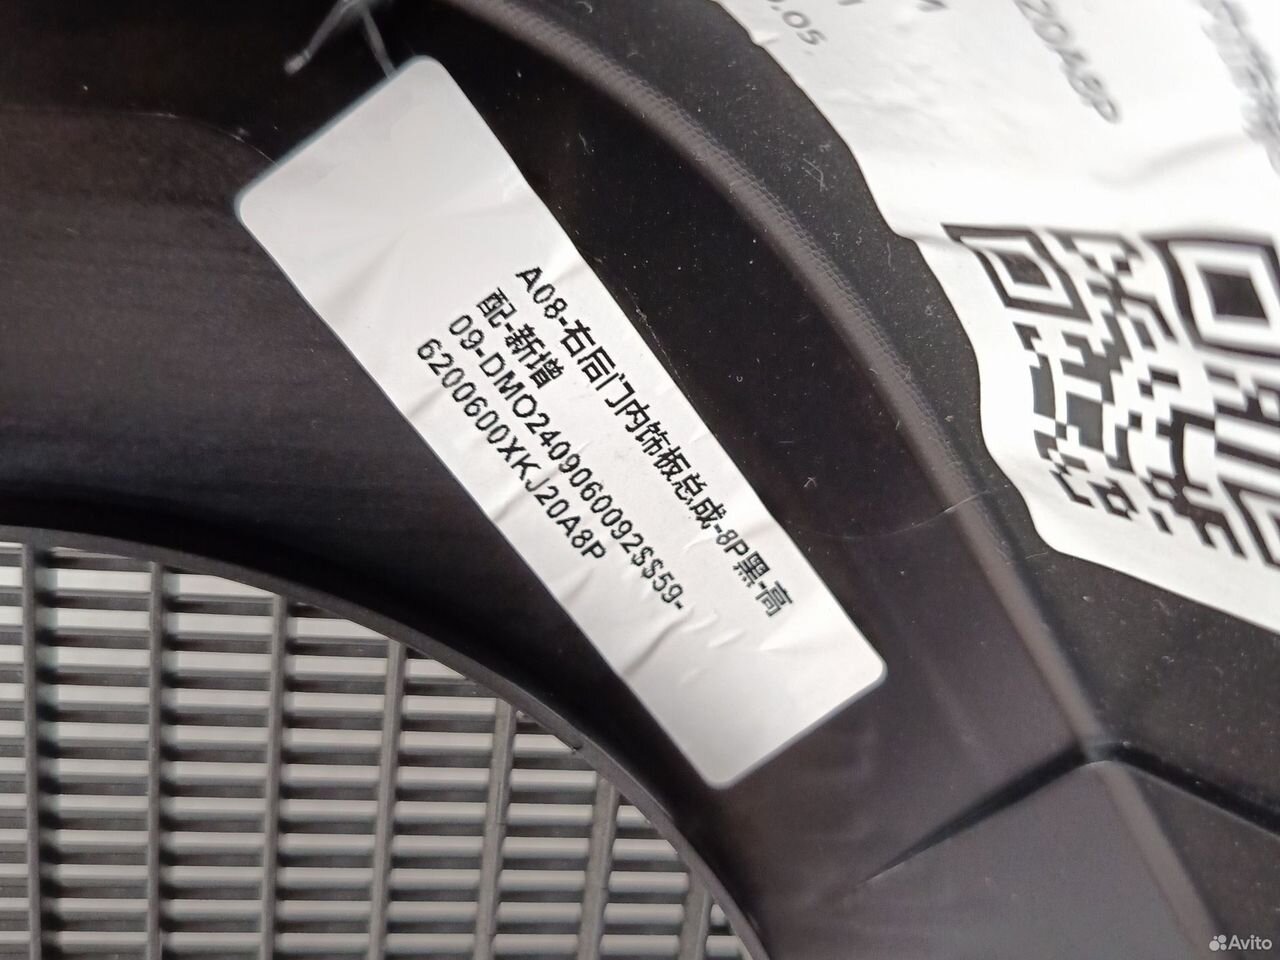 A08-右后门内饰板总成-8P黑-高
配-新增
09-DMO2409060092$$59-
6200600XKJ20A8P
20A8P
Avito